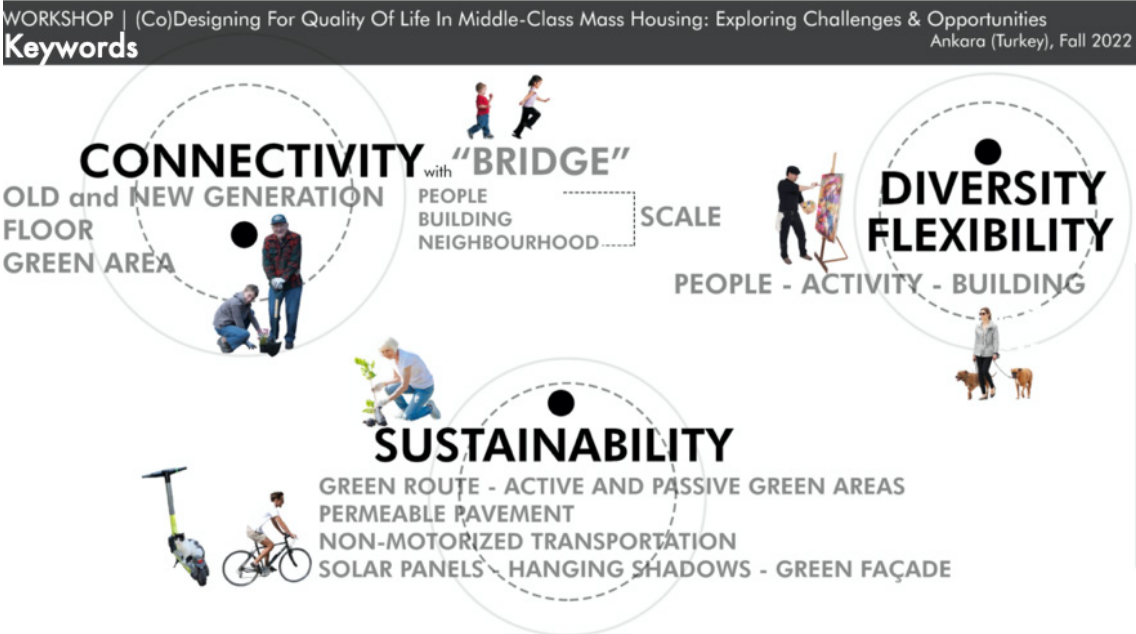 WORKSHOP | (Co)Designing For Quality Of Life In Middle-Class Mass Housing: Exploring Challenges & Opportunities
Ankara (Turkey), Fall 2022
Keywords
CONNECTIVITY with "BRIDGE"
OLD and NEW GENERATION
FLOOR
GREEN AREA
PEOPLE
BUILDING
NEIGHBOURHOOD
SCALE
DIVERSITY
FLEXIBILITY
PEOPLE - ACTIVITY - BUILDING
SUSTAINABILITY
GREEN ROUTE - ACTIVE AND PASSIVE GREEN AREAS
PERMEABLE PAVEMENT
NON-MOTORIZED TRANSPORTATION
SOLAR PANELS - HANGING SHADOWS - GREEN FAÇADE